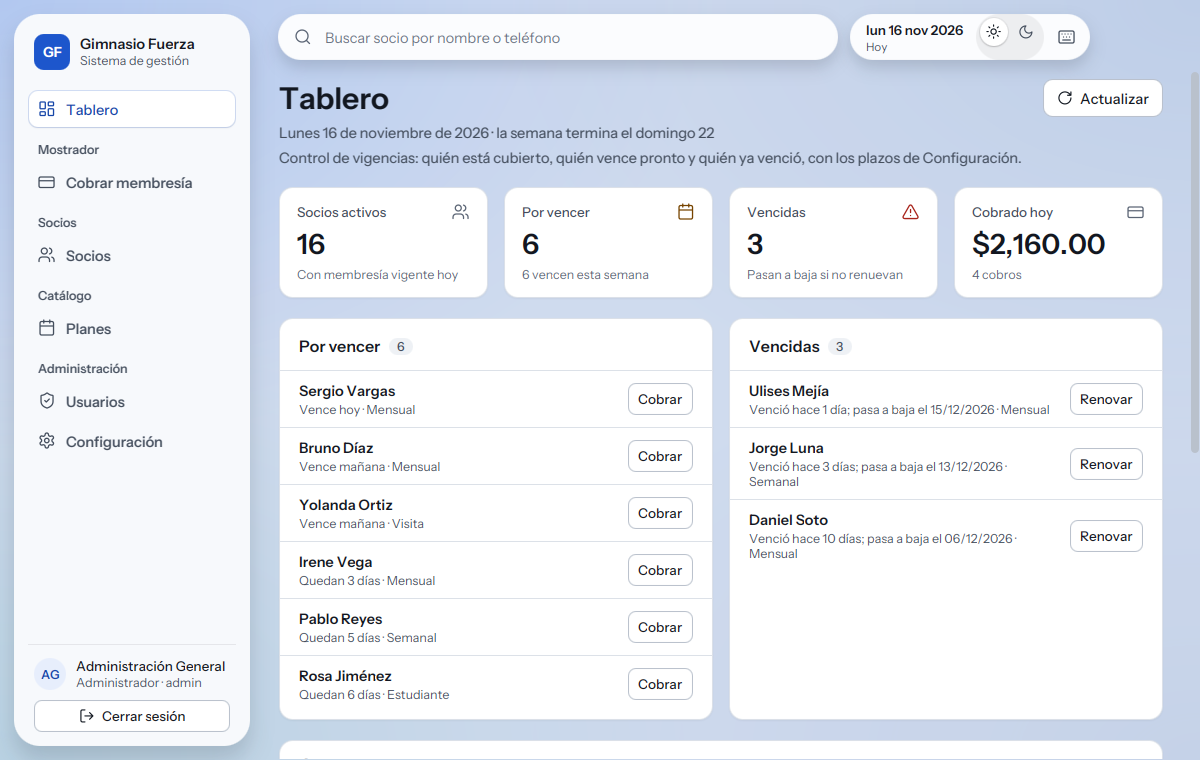 GF
Gimnasio Fuerza
Sistema de gestión
Tablero
Mostrador
Cobrar membresía
Socios
Socios
Catálogo
Planes
Administración
Usuarios
Configuración
AG
Administración General
Administrador · admin
Cerrar sesión
Buscar socio por nombre o teléfono
lun 16 nov 2026
Hoy
Tablero
Actualizar
Lunes 16 de noviembre de 2026 · la semana termina el domingo 22
Control de vigencias: quién está cubierto, quién vence pronto y quién ya venció, con los plazos de Configuración.
Socios activos
16
Con membresía vigente hoy
Por vencer
6
6 vencen esta semana
Vencidas
3
Pasan a baja si no renuevan
Cobrado hoy
$2,160.00
4 cobros
Por vencer 6
Sergio Vargas
Vence hoy · Mensual
Cobrar
Bruno Díaz
Vence mañana · Mensual
Cobrar
Yolanda Ortiz
Vence mañana · Visita
Cobrar
Irene Vega
Quedan 3 días · Mensual
Cobrar
Pablo Reyes
Quedan 5 días · Semanal
Cobrar
Rosa Jiménez
Quedan 6 días · Estudiante
Cobrar
Vencidas 3
Ulises Mejía
Venció hace 1 día; pasa a baja el 15/12/2026 · Mensual
Renovar
Jorge Luna
Venció hace 3 días; pasa a baja el 13/12/2026 ·
Semanal
Renovar
Daniel Soto
Venció hace 10 días; pasa a baja el 06/12/2026 ·
Mensual
Renovar